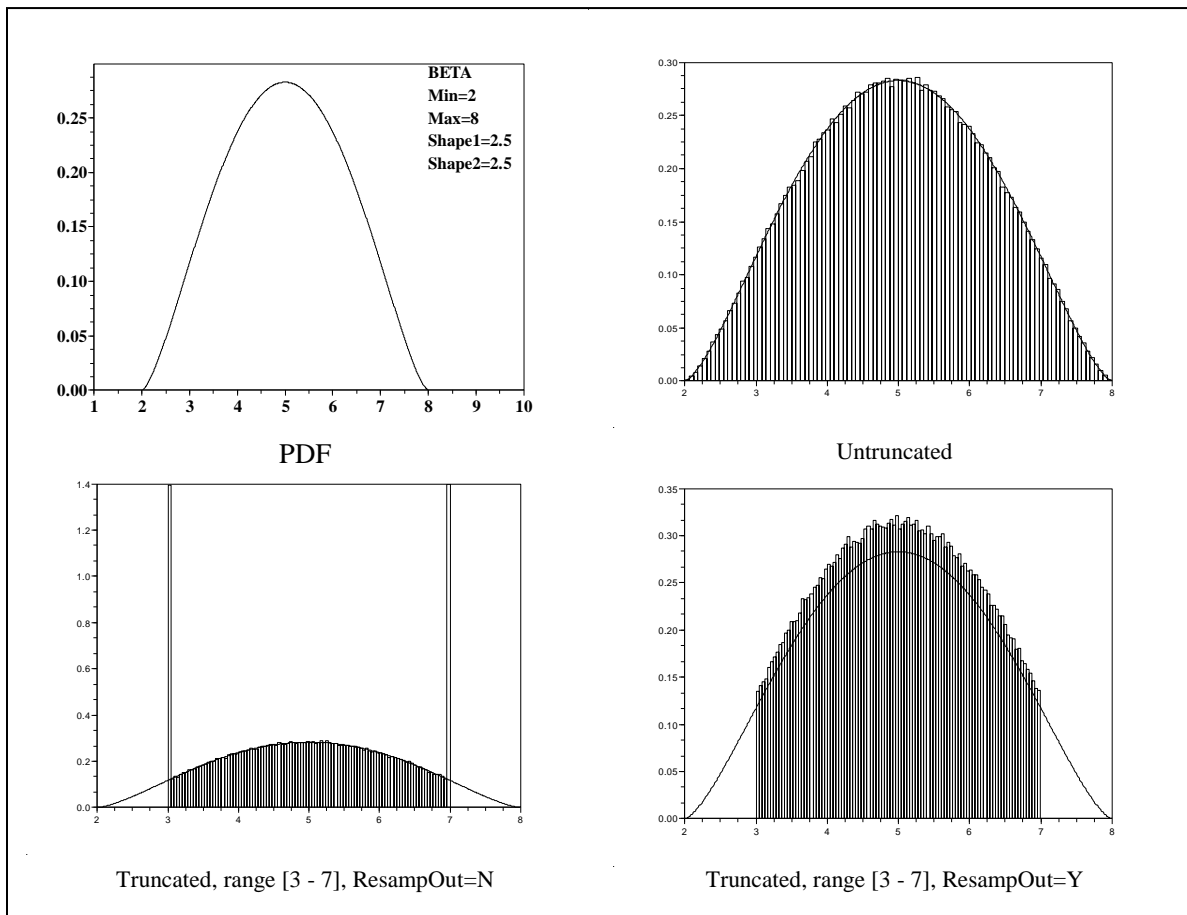 BETA
Min=2
Max=8
Shape1=2.5
Shape2=2.5
0.25
0.20
0.15
0.10
0.05
0.00
1 2 3 4 5 6 7 8 9 10
PDF
0.30
0.25
0.20
0.15
0.10
0.05
0.00
2 3 4 5 6 7 8
Untruncated
1.4
1.2
1.0
0.8
0.6
0.4
0.2
0.0
2 3 4 5 6 7 8
Truncated, range [3 - 7], ResampOut=N
0.35
0.30
0.25
0.20
0.15
0.10
0.05
0.00
2 3 4 5 6 7 8
Truncated, range [3 - 7], ResampOut=Y